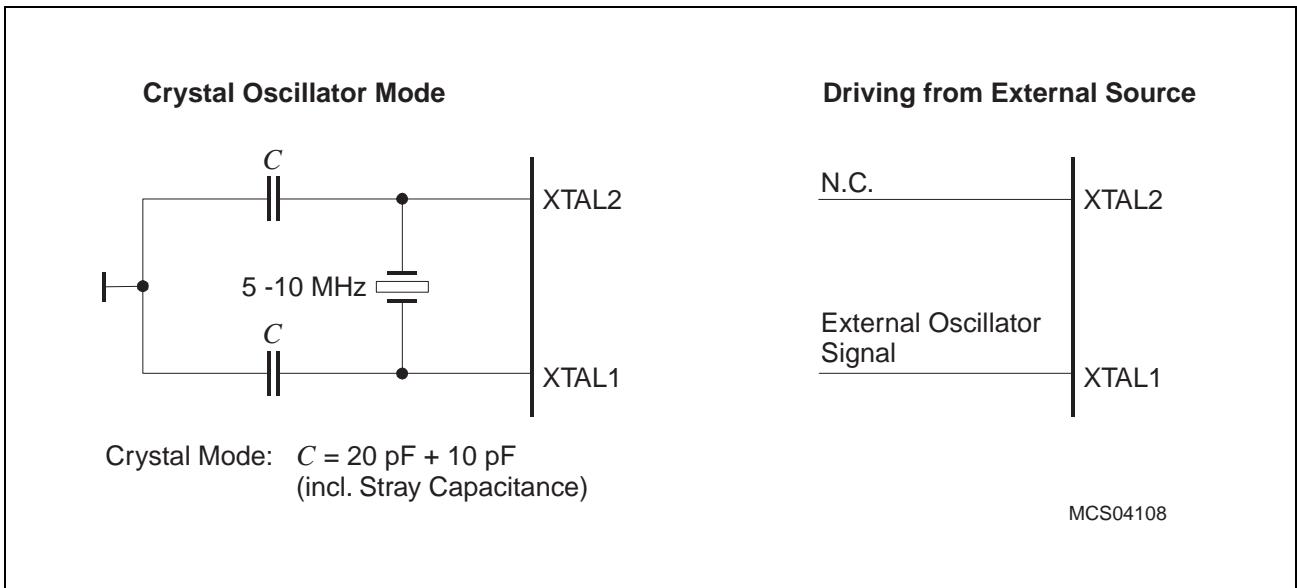 Crystal Oscillator Mode
C
XTAL2
5 -10 MHz
C
XTAL1
Crystal Mode: C = 20 pF + 10 pF
(incl. Stray Capacitance)
Driving from External Source
N.C.
XTAL2
External Oscillator
Signal
XTAL1
MCS04108